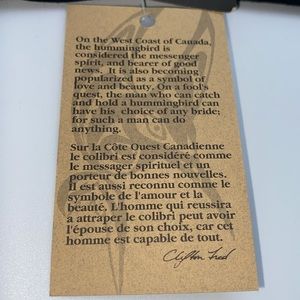 On the West Coast of Canada,
the hummingbird is
considered the messenger
spirit, and bearer of good
news.  It is also becoming
popularized as a symbol of
love and beauty. On a fool's
quest, the man who can catch
and hold a hummingbird can
have his  choice of any bride;
for such a man can do
anything.
Sur la Côte Ouest Canadienne
le colibri est considéré comme
le messager spirituel et un
porteur de bonnes nouvelles.
Il est aussi reconnu comme le
symbole de l'amour et la
beauté. L'homme qui reussira
a attraper le colibri peut avoir
l'épouse de son choix, car cet
homme est capable de tout.
Clifton Fred